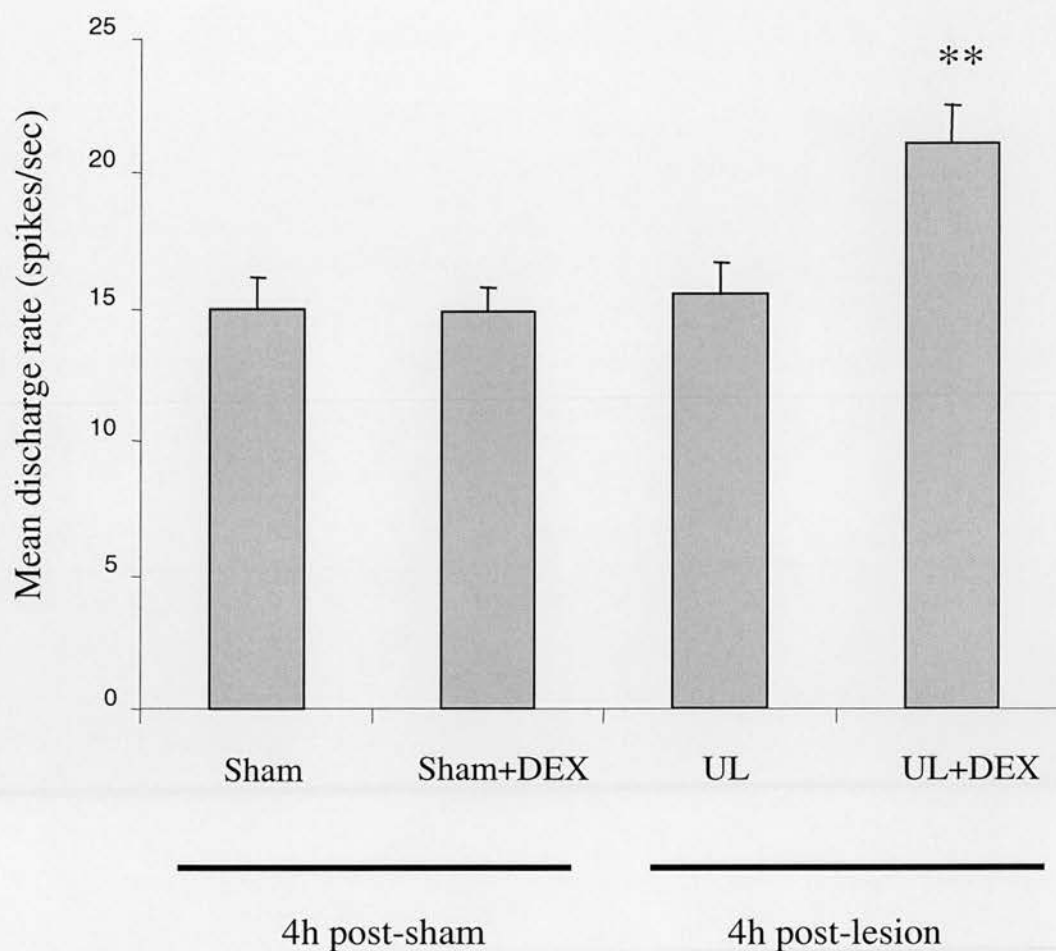 Mean discharge rate (spikes/sec)
25
20
15
10
5
0
**
Sham Sham+DEX UL UL+DEX
4h post-sham 4h post-lesion